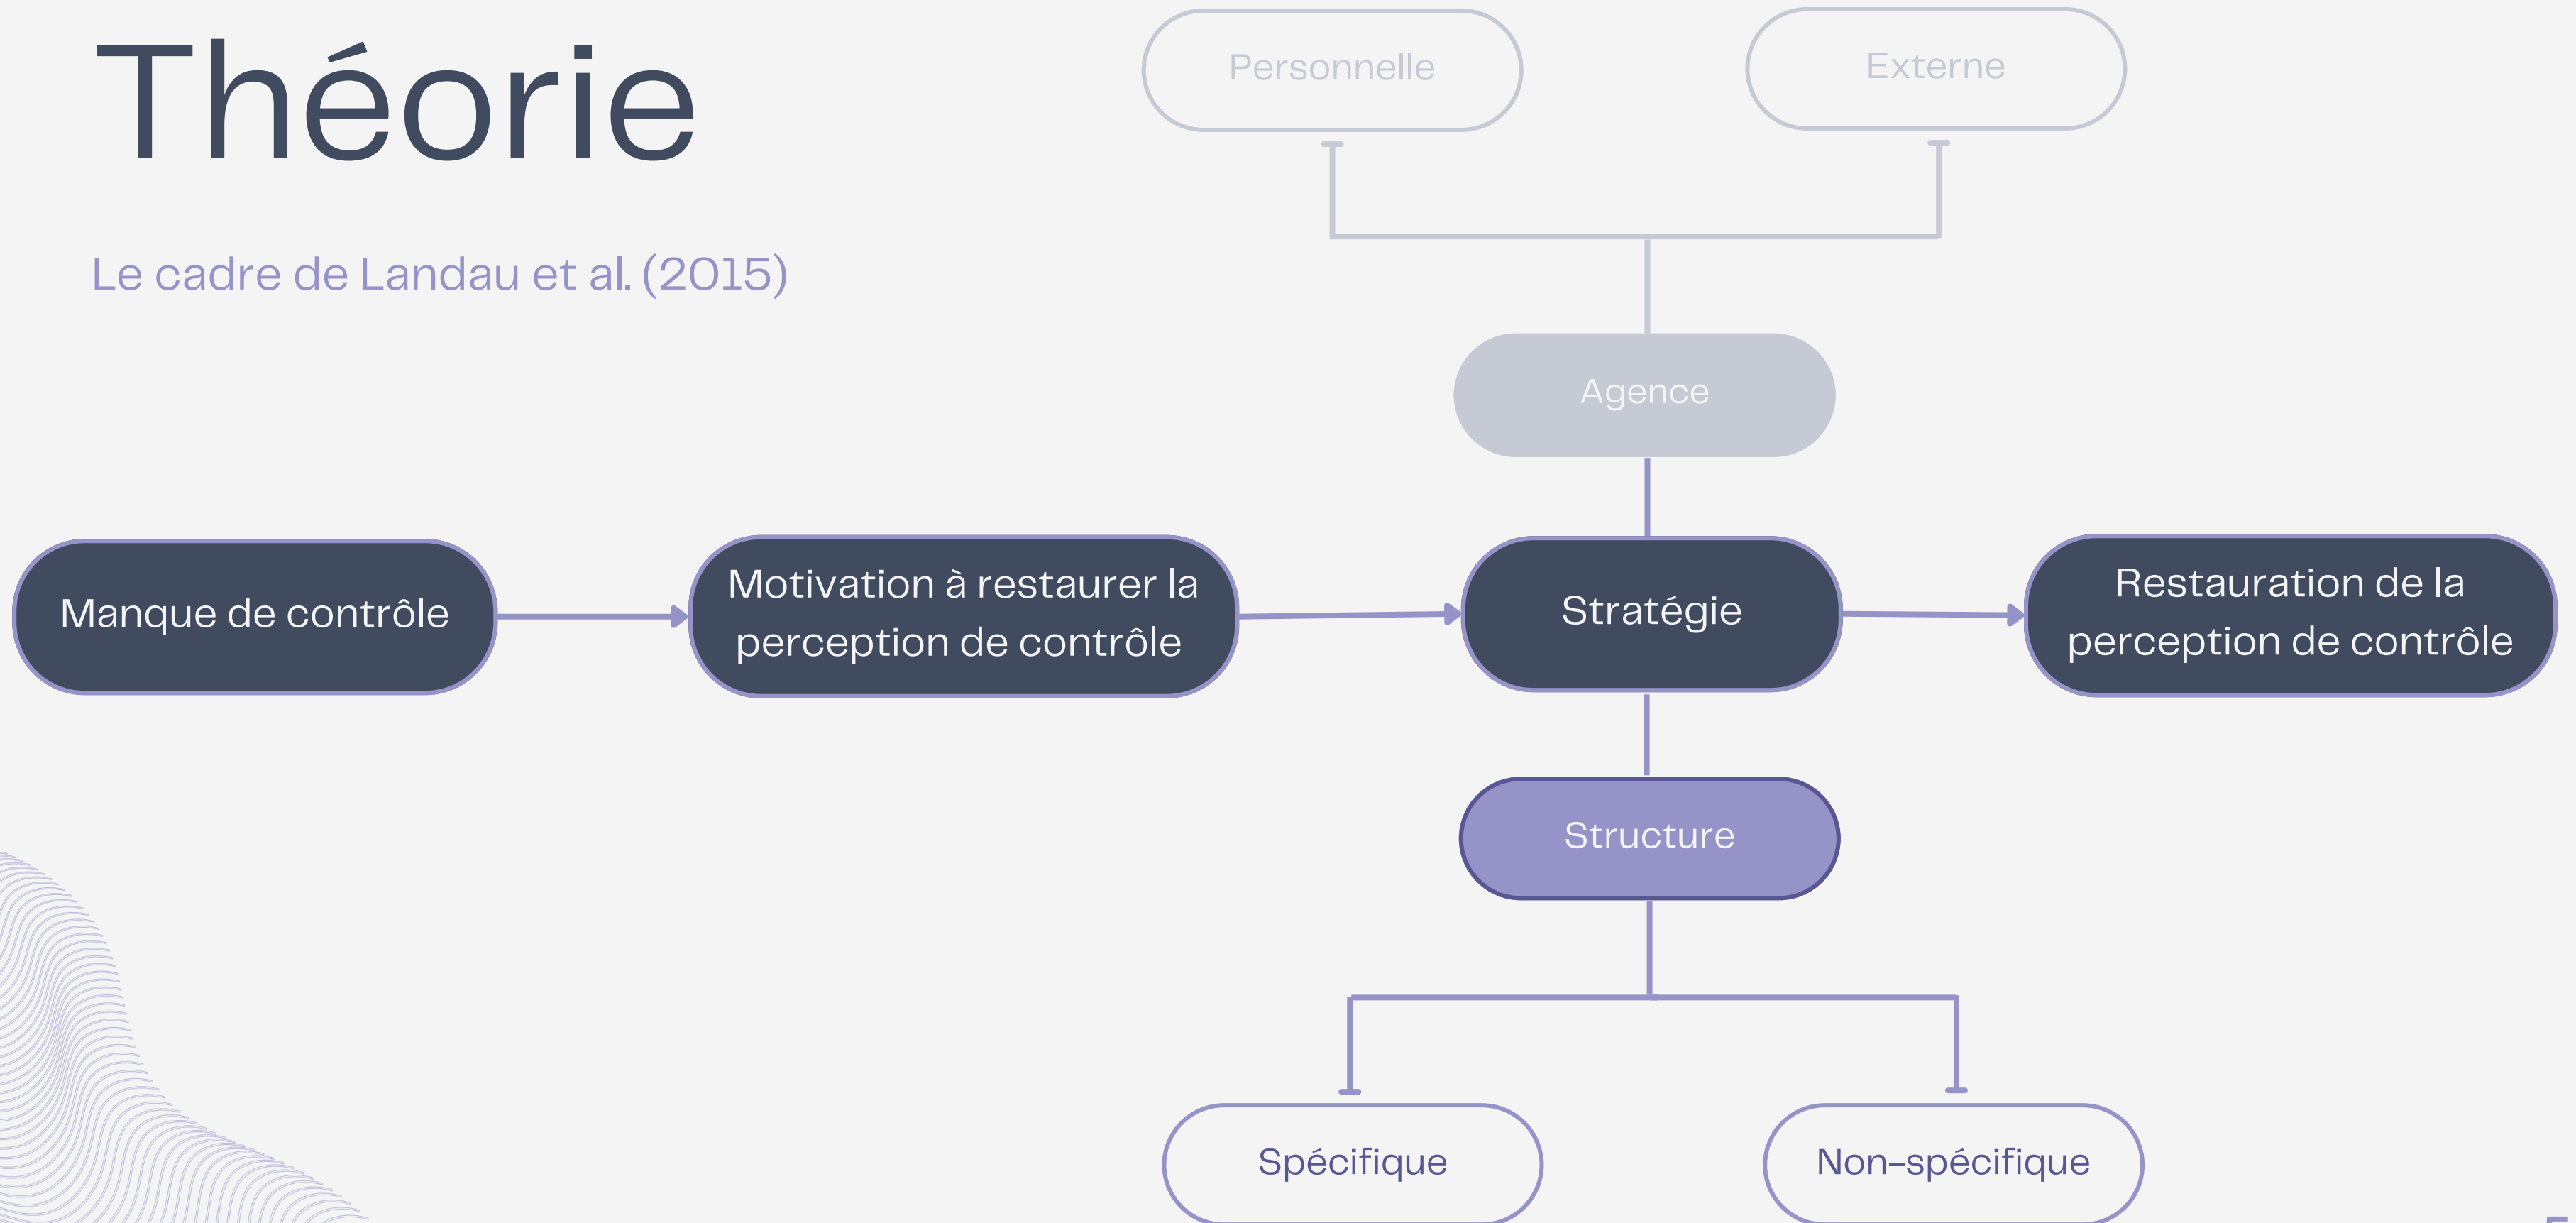 Théorie
Le cadre de Landau et al. (2015)
Personnelle
Externe
Agence
Manque de contrôle
Motivation à restaurer la
perception de contrôle
Stratégie
Restauration de la
perception de contrôle
Structure
Spécifique
Non-spécifique